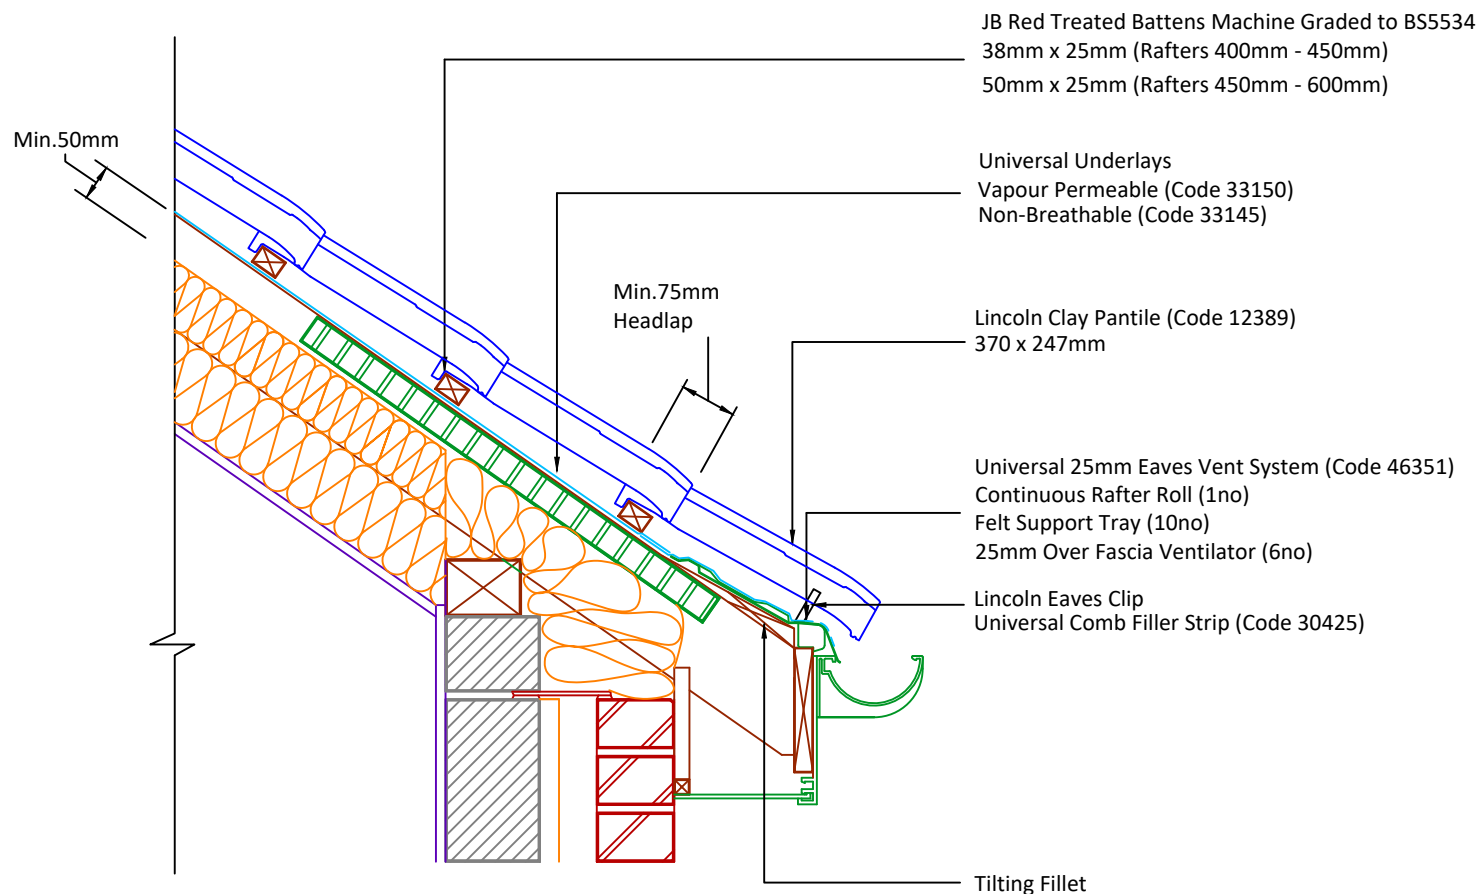 JB Red Treated Battens Machine Graded to BS5534
38mm x 25mm (Rafters 400mm - 450mm)
50mm x 25mm (Rafters 450mm - 600mm)
Min.50mm
Universal Underlays
Vapour Permeable (Code 33150)
Non-Breathable (Code 33145)
Min.75mm
Headlap
Lincoln Clay Pantile (Code 12389)
370 x 247mm
Universal 25mm Eaves Vent System (Code 46351)
Continuous Rafter Roll (1no)
Felt Support Tray (10no)
25mm Over Fascia Ventilator (6no)
Lincoln Eaves Clip
Universal Comb Filler Strip (Code 30425)
Tilting Fillet